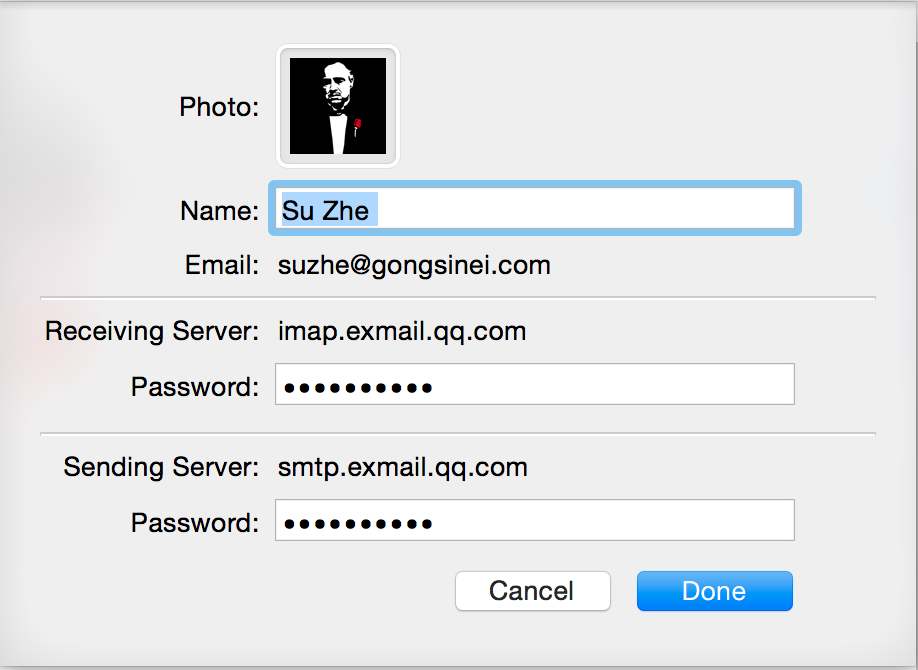 Photo:
Name: Su Zhe
Email: suzhe@gongsinei.com
Receiving Server: imap.exmail.qq.com
Password: ••••••••••
Sending Server: smtp.exmail.qq.com
Password: ••••••••••
Cancel Done